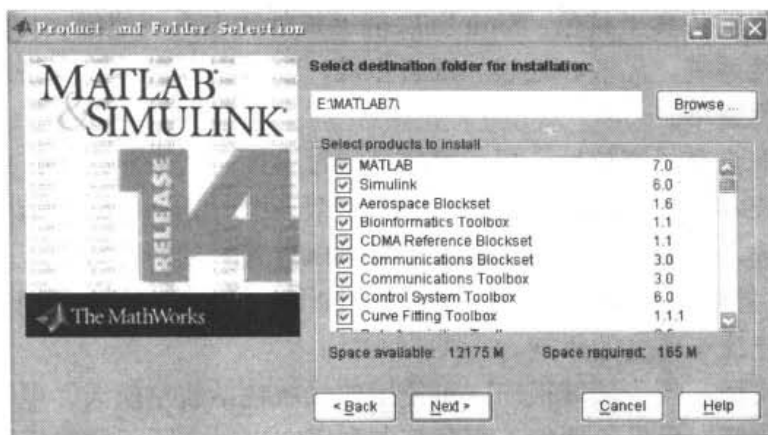 Product and Folder Selection
MATLAB
& SIMULINK
RELEASE
14
The MathWorks
Select destination folder for installation:
E:\MATLAB7\
Browse ...
Select products to install
MATLAB 7.0
Simulink 6.0
Aerospace Blockset 1.6
Bioinformatics Toolbox 1.1
CDMA Reference Blockset 1.1
Communications Blockset 3.0
Communications Toolbox 3.0
Control System Toolbox 6.0
Curve Fitting Toolbox 1.1.1
Space available: 12175 M Space required: 165 M
< Back Next > Cancel Help